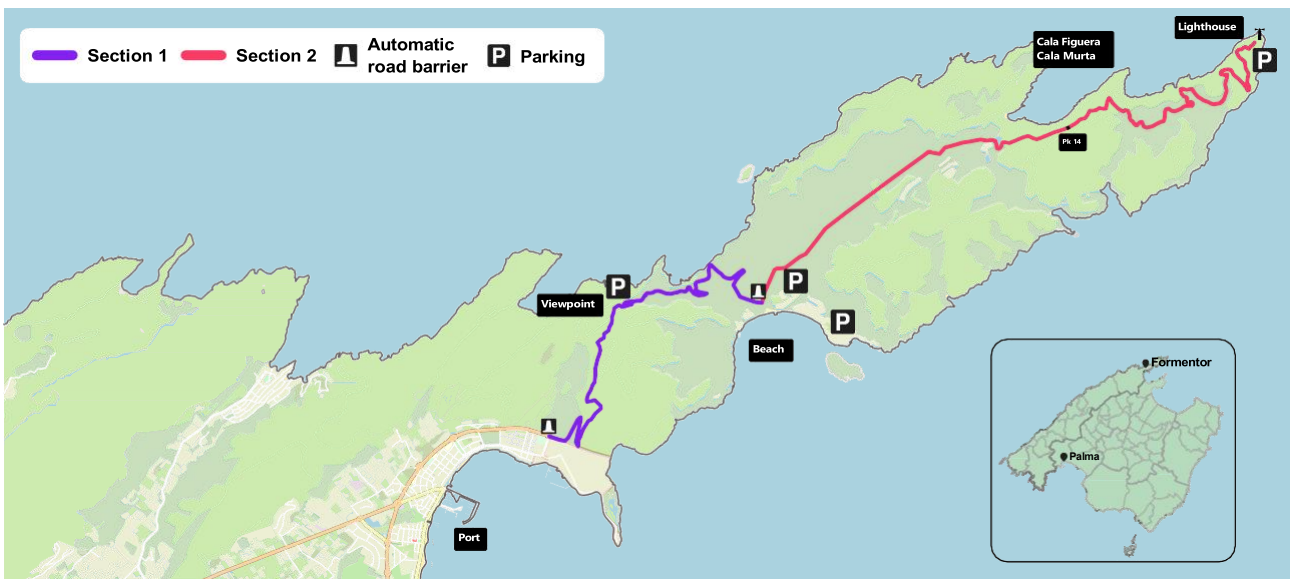 Section 1
Section 2
Automatic
road barrier
P
Parking
Lighthouse
P
Cala Figuera
Cala Murta
Pk 14
P
Viewpoint
P
P
Beach
Port
Formentor
Palma